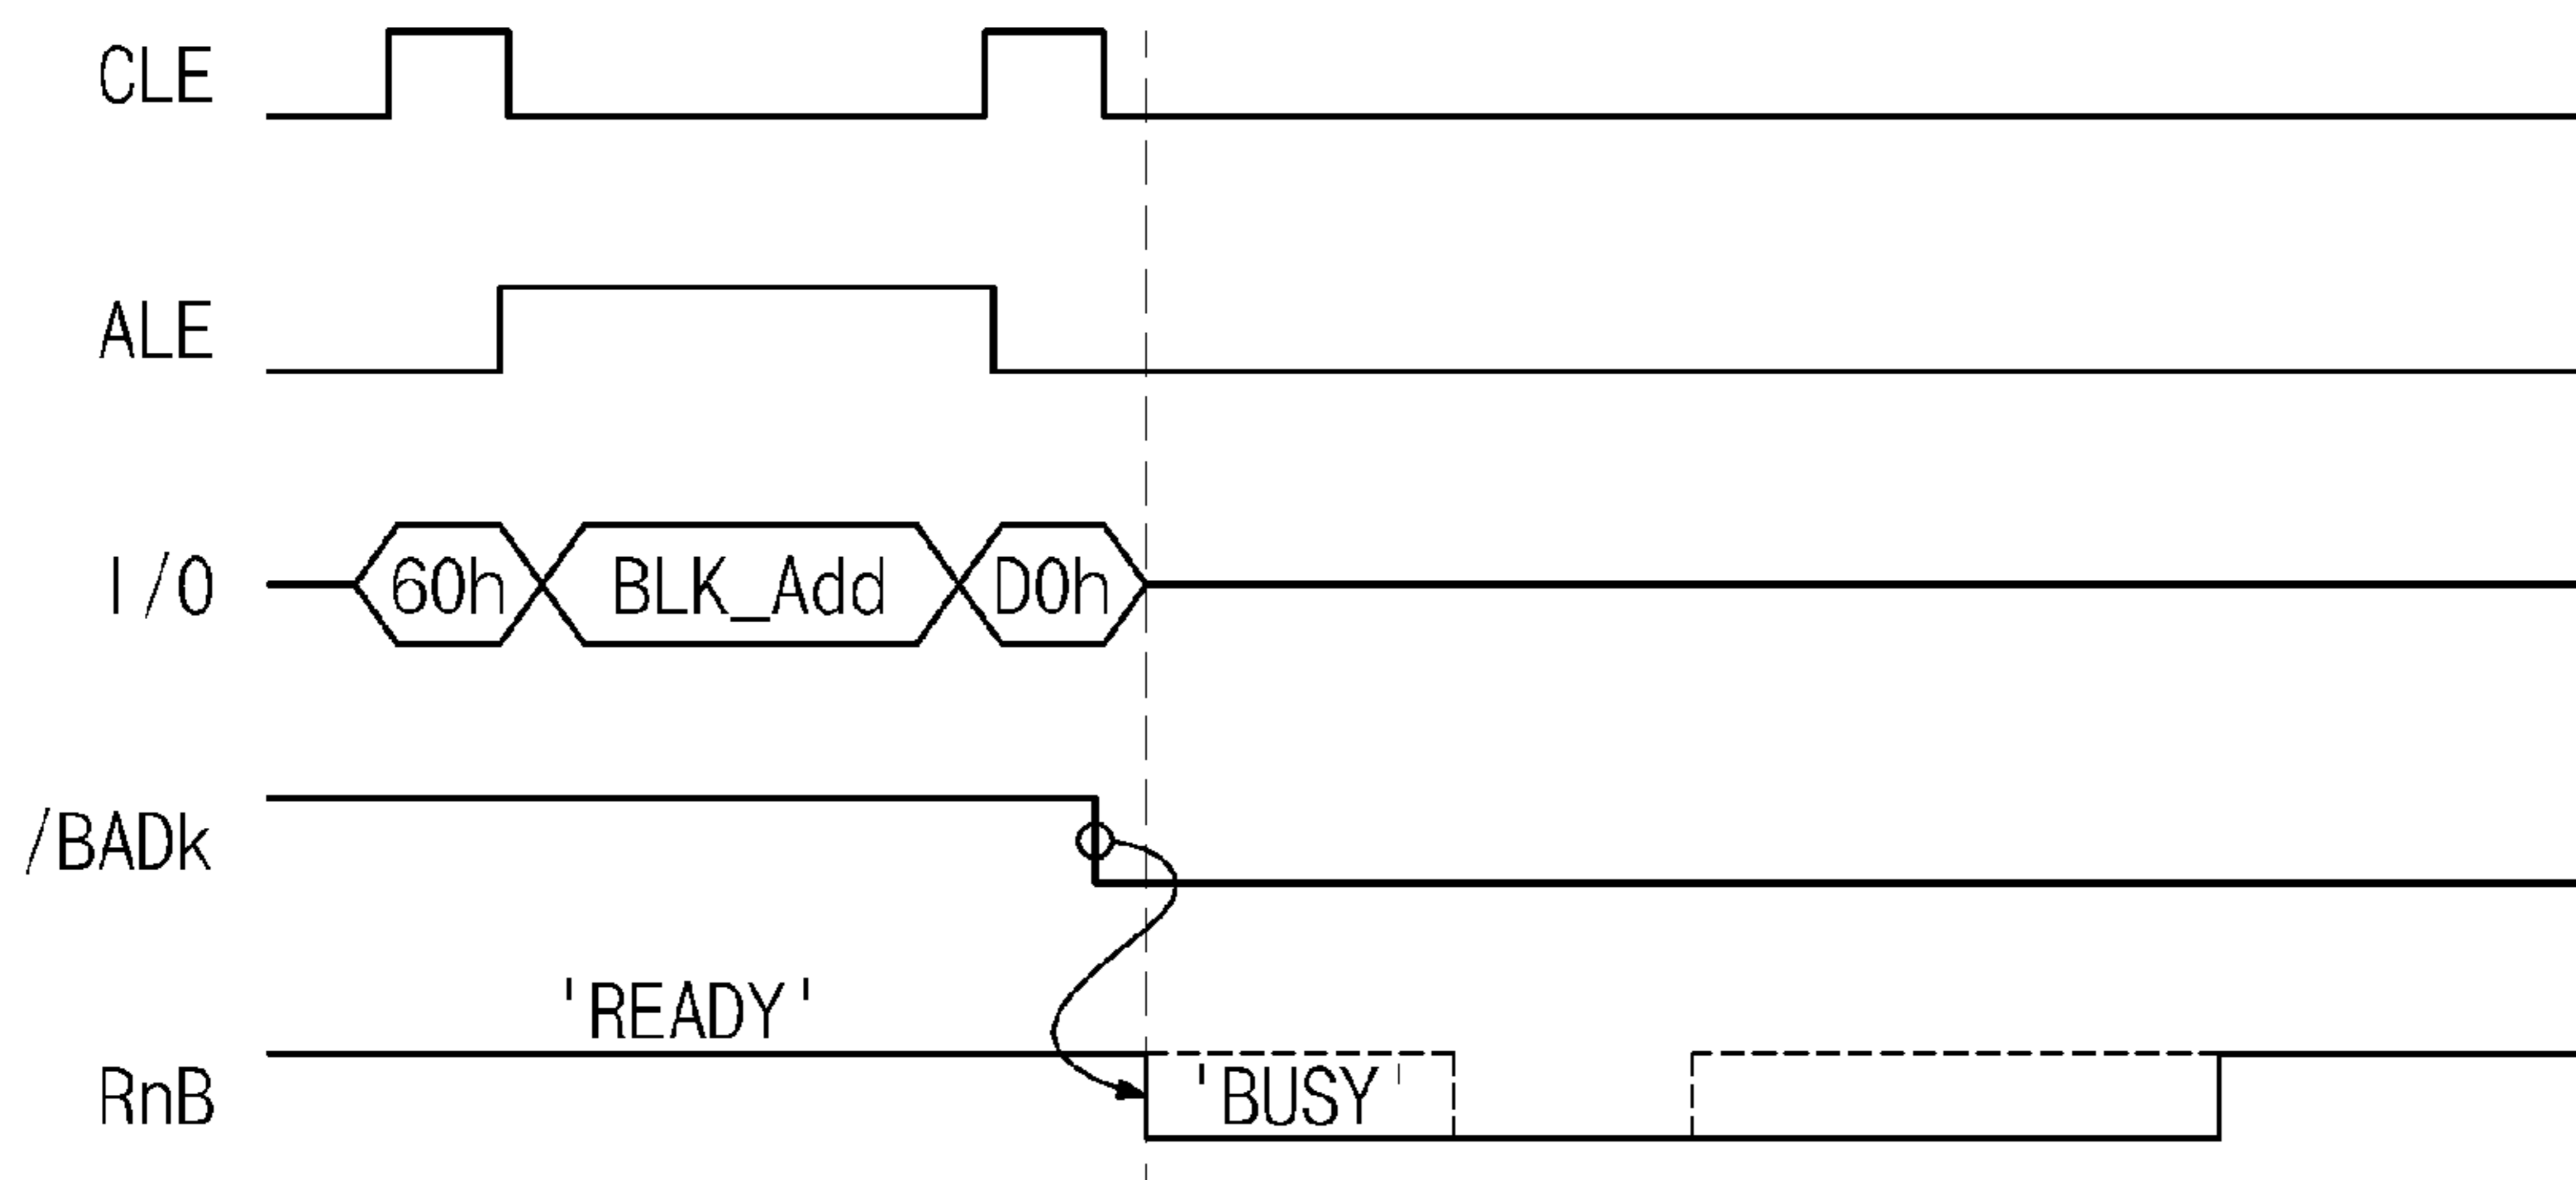 CLE
ALE
I/O 60h BLK_Add D0h
/BADk
'READY'
RnB 'BUSY'